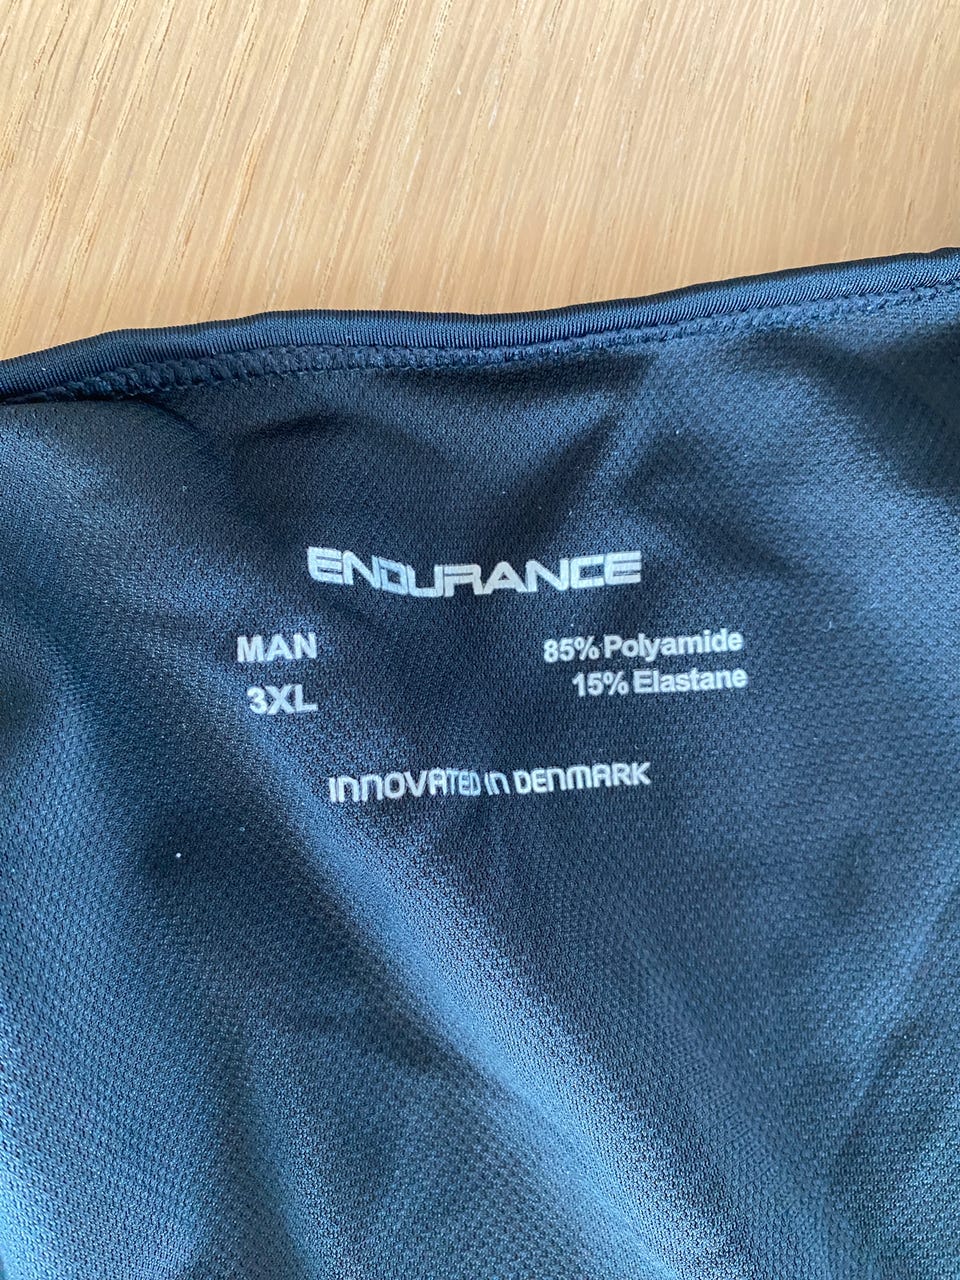 ENDURANCE
MAN
3XL
85% Polyamide
15% Elastane
INNOVATED IN DENMARK